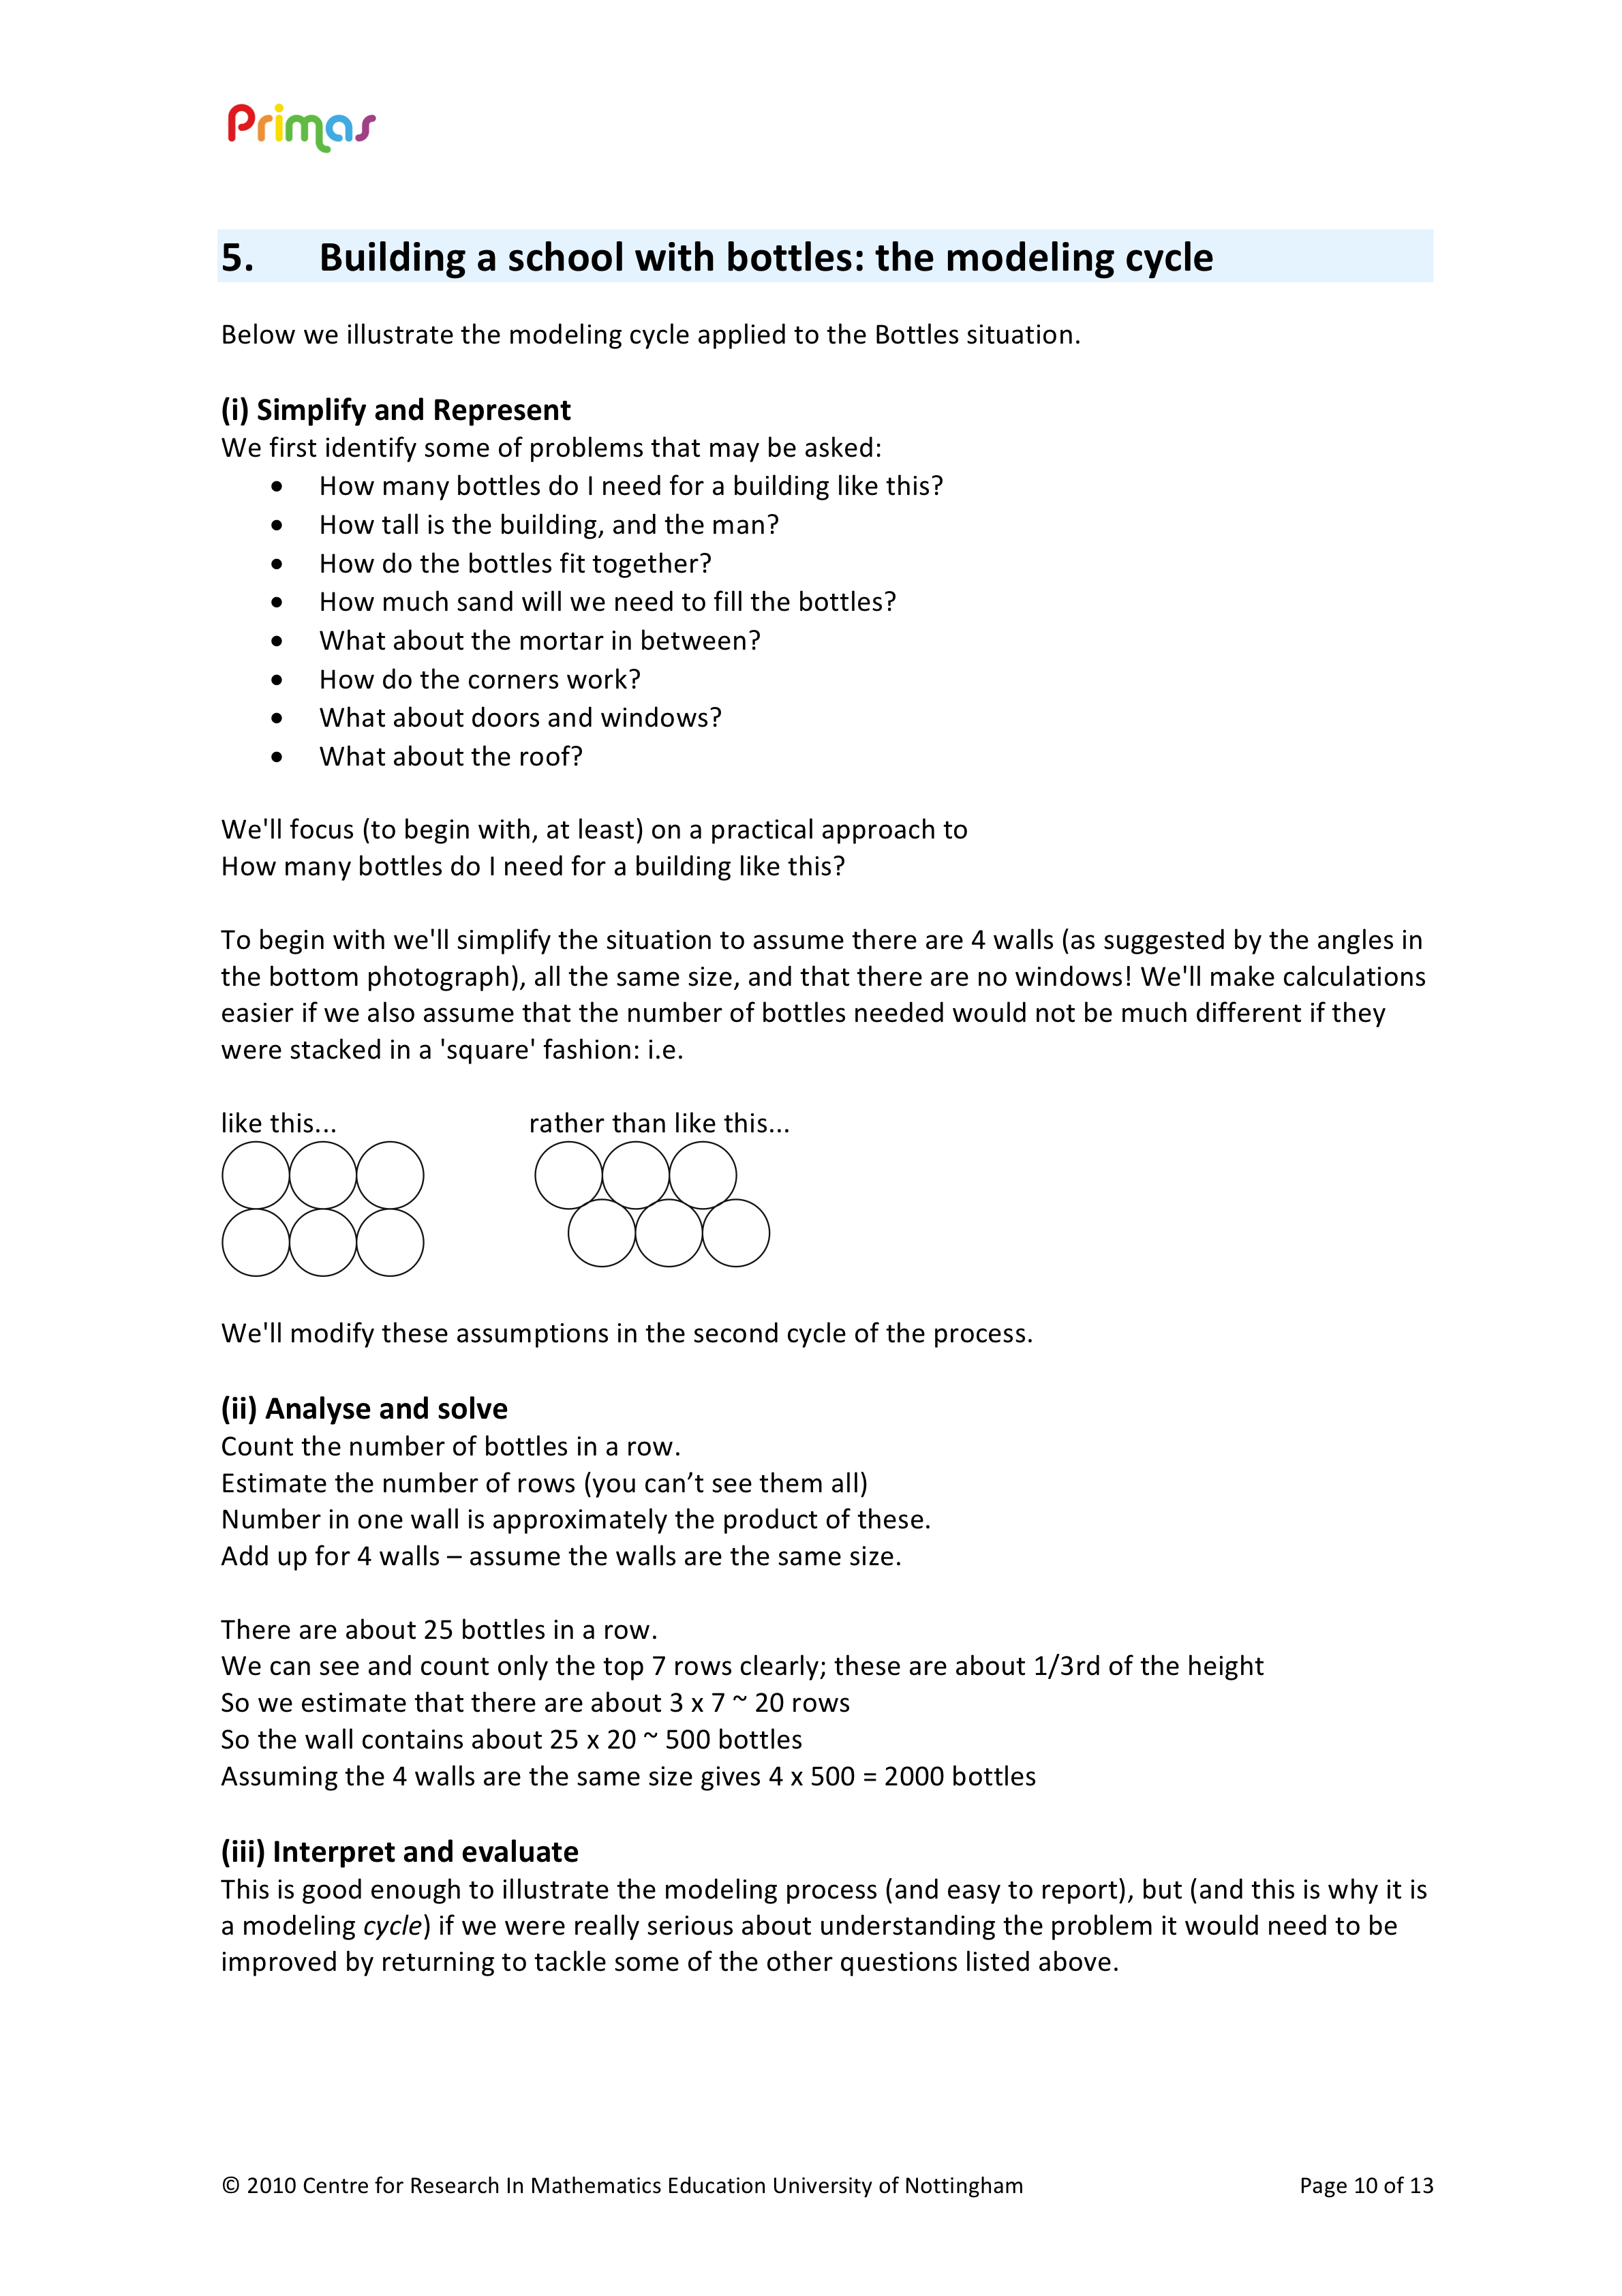 Primas
5. Building a school with bottles: the modeling cycle
Below we illustrate the modeling cycle applied to the Bottles situation.
(i) Simplify and Represent
We first identify some of problems that may be asked:
• How many bottles do I need for a building like this?
• How tall is the building, and the man?
• How do the bottles fit together?
• How much sand will we need to fill the bottles?
• What about the mortar in between?
• How do the corners work?
• What about doors and windows?
• What about the roof?
We'll focus (to begin with, at least) on a practical approach to
How many bottles do I need for a building like this?
To begin with we'll simplify the situation to assume there are 4 walls (as suggested by the angles in
the bottom photograph), all the same size, and that there are no windows! We'll make calculations
easier if we also assume that the number of bottles needed would not be much different if they
were stacked in a 'square' fashion: i.e.
like this... rather than like this...
We'll modify these assumptions in the second cycle of the process.
(ii) Analyse and solve
Count the number of bottles in a row.
Estimate the number of rows (you can’t see them all)
Number in one wall is approximately the product of these.
Add up for 4 walls – assume the walls are the same size.
There are about 25 bottles in a row.
We can see and count only the top 7 rows clearly; these are about 1/3rd of the height
So we estimate that there are about 3 x 7 ~ 20 rows
So the wall contains about 25 x 20 ~ 500 bottles
Assuming the 4 walls are the same size gives 4 x 500 = 2000 bottles
(iii) Interpret and evaluate
This is good enough to illustrate the modeling process (and easy to report), but (and this is why it is
a modeling cycle) if we were really serious about understanding the problem it would need to be
improved by returning to tackle some of the other questions listed above.
© 2010 Centre for Research In Mathematics Education University of Nottingham Page 10 of 13